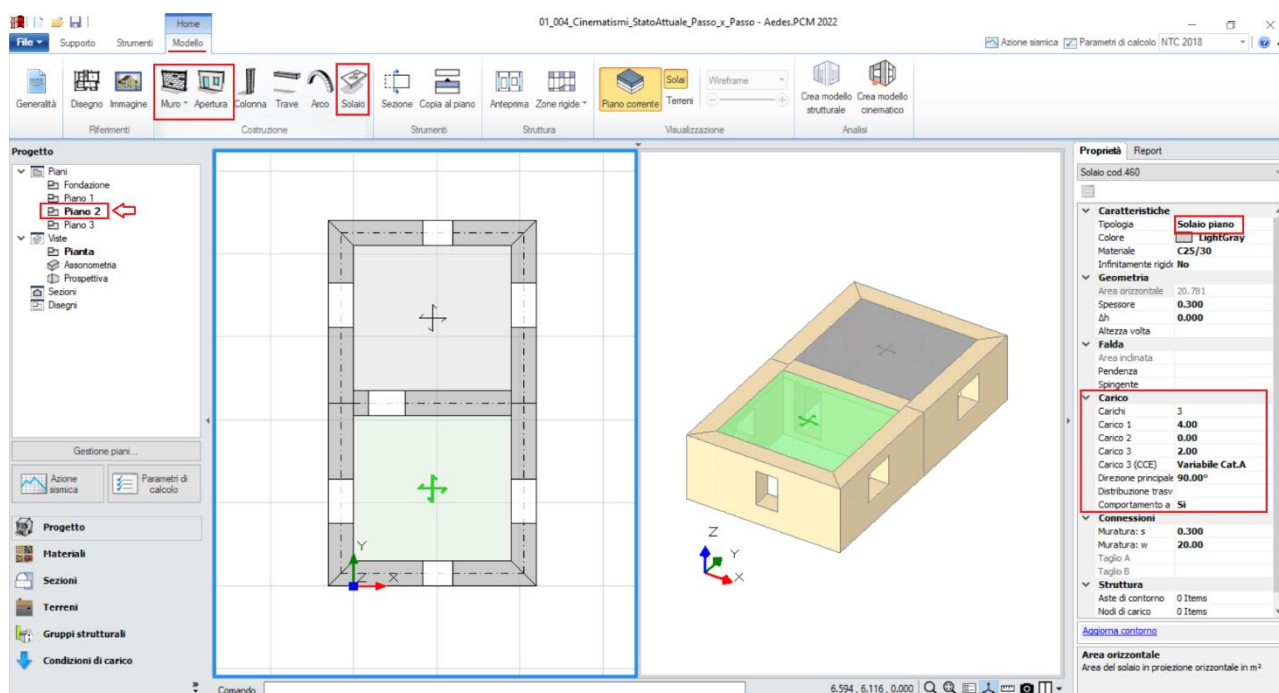 Home
01_004_Cinematismi_StatoAttuale_Passo_x_Passo - Aedes.PCM 2022
File
Supporto
Strumenti
Modello
Azione sismica
Parametri di calcolo
NTC 2018
Generalità
Disegno
Immagine
Muro
Apertura
Colonna
Trave
Arco
Solaio
Sezione
Copia al piano
Anteprima
Zone rigide
Piano corrente
Solai
Terreni
Wireframe
Crea modello strutturale
Crea modello cinematico
Riferimenti
Costruzione
Strumenti
Struttura
Visualizzazione
Analisi
Progetto
Piani
Fondazione
Piano 1
Piano 2
Piano 3
Viste
Pianta
Assonometria
Prospettiva
Sezioni
Disegni
Gestione piani...
Azione sismica
Parametri di calcolo
Progetto
Materiali
Sezioni
Terreni
Gruppi strutturali
Condizioni di carico
Y
Z
X
Z
Y
X
Comando
6.594, 6.116, 0.000
Proprietà
Report
Solaio cod.460
Caratteristiche
Tipologia Solaio piano
Colore LightGray
Materiale C25/30
Infinitamente rigido No
Geometria
Area orizzontale 20.781
Spessore 0.300
Δh 0.000
Altezza volta
Falda
Area inclinata
Pendenza
Spingente
Carico
Carichi 3
Carico 1 4.00
Carico 2 0.00
Carico 3 2.00
Carico 3 (CCE) Variabile Cat.A
Direzione principale 90.00°
Distribuzione trasv
Comportamento a Sì
Connessioni
Muratura: s 0.300
Muratura: w 20.00
Taglio A
Taglio B
Struttura
Aste di contorno 0 Items
Nodi di carico 0 Items
Aggiorna contorno
Area orizzontale
Area del solaio in proiezione orizzontale in m²